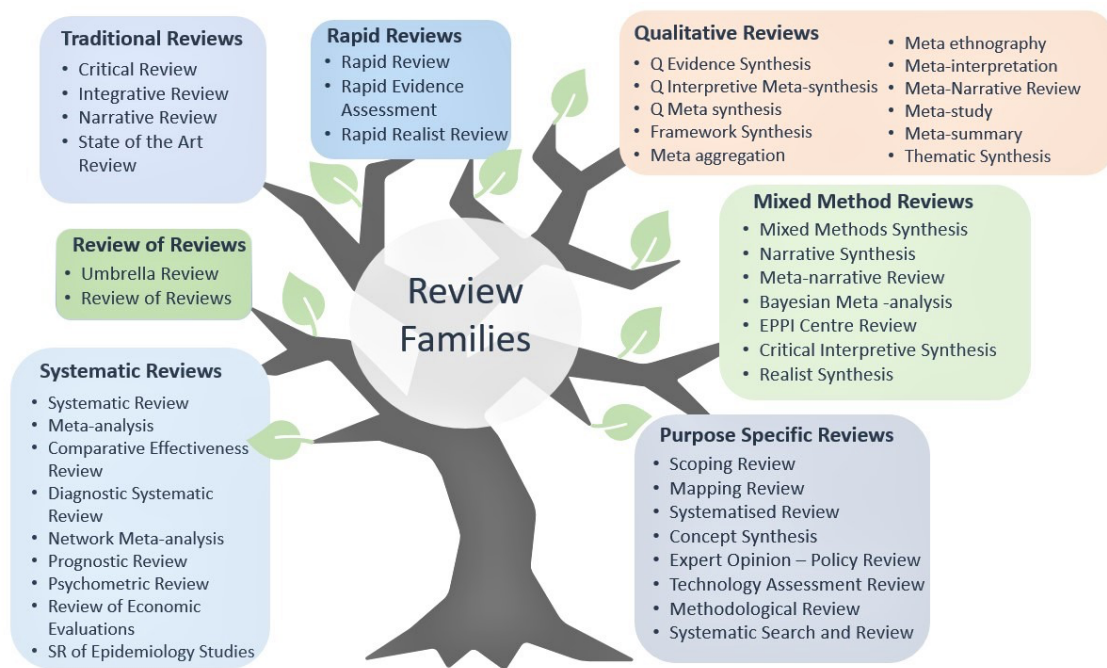 Traditional Reviews
• Critical Review
• Integrative Review
• Narrative Review
• State of the Art
Review
Rapid Reviews
• Rapid Review
• Rapid Evidence
Assessment
• Rapid Realist Review
Qualitative Reviews
• Q Evidence Synthesis
• Q Interpretive Meta-synthesis
• Q Meta synthesis
• Framework Synthesis
• Meta aggregation
• Meta ethnography
• Meta-interpretation
• Meta-Narrative Review
• Meta-study
• Meta-summary
• Thematic Synthesis
Review of Reviews
• Umbrella Review
• Review of Reviews
Review
Families
Mixed Method Reviews
• Mixed Methods Synthesis
• Narrative Synthesis
• Meta-narrative Review
• Bayesian Meta -analysis
• EPPI Centre Review
• Critical Interpretive Synthesis
• Realist Synthesis
Systematic Reviews
• Systematic Review
• Meta-analysis
• Comparative Effectiveness
Review
• Diagnostic Systematic
Review
• Network Meta-analysis
• Prognostic Review
• Psychometric Review
• Review of Economic
Evaluations
• SR of Epidemiology Studies
Purpose Specific Reviews
• Scoping Review
• Mapping Review
• Systematised Review
• Concept Synthesis
• Expert Opinion – Policy Review
• Technology Assessment Review
• Methodological Review
• Systematic Search and Review